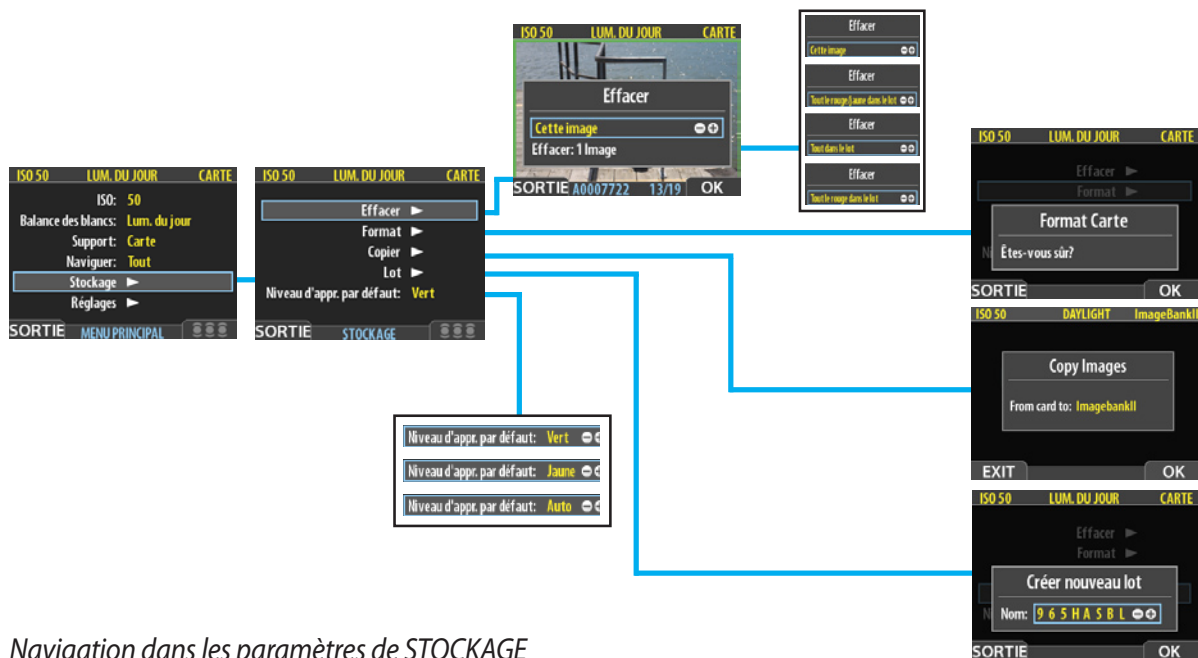 ISO 50 LUM. DU JOUR CARTE
ISO: 50
Balance des blancs: Lum. du jour
Support: Carte
Naviguer: Tout
Stockage
Réglages
SORTIE MENU PRINCIPAL
ISO 50 LUM. DU JOUR CARTE
Effacer
Format
Copier
Lot
Niveau d'appr. par défaut: Vert
SORTIE STOCKAGE
ISO 50 LUM. DU JOUR CARTE
Effacer
Cette image
Effacer: 1 Image
SORTIE A0007722 13/19 OK
Effacer
Cette image
Effacer
Tout le rouge/jaune dans le lot
Effacer
Tout dans le lot
Effacer
Tout le rouge dans le lot
Niveau d'appr. par défaut: Vert
Niveau d'appr. par défaut: Jaune
Niveau d'appr. par défaut: Auto
ISO 50 LUM. DU JOUR CARTE
Effacer
Format
Format Carte
Ni
Êtes-vous sûr?
SORTIE OK
ISO 50 DAYLIGHT ImageBankII
Copy Images
From card to: ImagebankII
EXIT OK
ISO 50 LUM. DU JOUR CARTE
Effacer
Format
Créer nouveau lot
N
Nom: 965HASBL
SORTIE OK
Navigation dans les paramètres de STOCKAGE